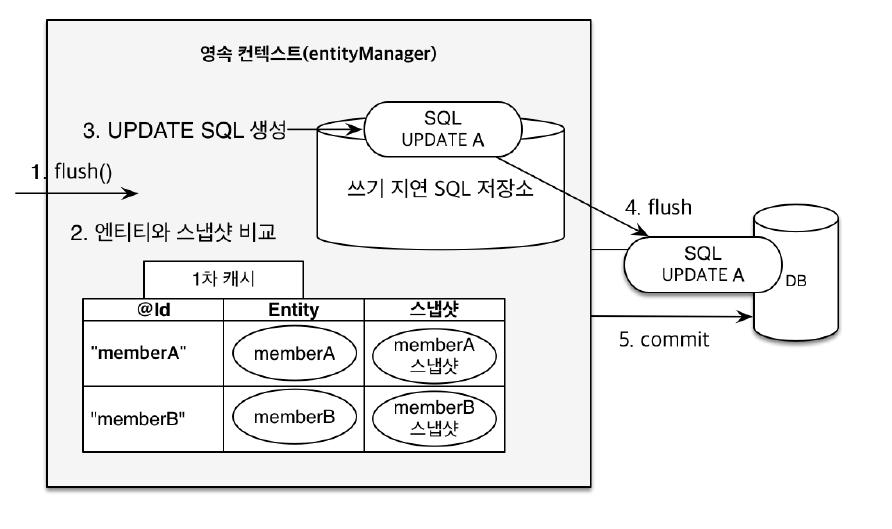 영속 컨텍스트(entityManager)
SQL
UPDATE A
3. UPDATE SQL 생성
1. flush()
쓰기 지연 SQL 저장소
4. flush
2. 엔티티와 스냅샷 비교
SQL
UPDATE A
DB
1차 캐시
@Id
Entity
스냅샷
5. commit
"memberA"
memberA
memberA
스냅샷
"memberB"
memberB
memberB
스냅샷